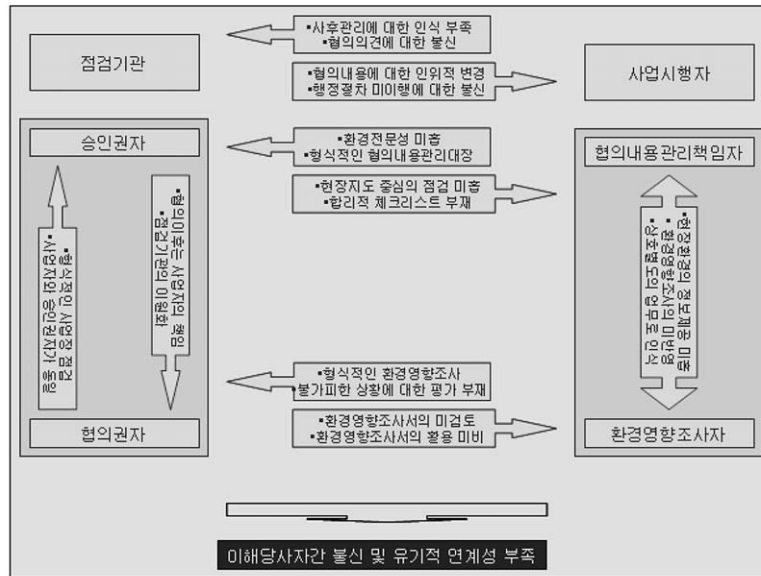 점검기관
▪사후관리에 대한 인식 부족
▪협의의견에 대한 불신
사업시행자
▪협의내용에 대한 인위적 변경
▪행정절차 미이행에 대한 불신
승인권자
▪환경전문성 미흡
▪형식적인 협의내용관리대장
협의내용관리책임자
▪현장지도 중심의 점검 미흡
▪합리적 체크리스트 부재
▪형식적인 사업장 점검
▪사업자와 승인권자가 동일
▪협의이후는 사업자의 책임
▪점검기관의 이원화
▪현장환경의 정보제공 미흡
▪환경영향조사의 미반영
▪상호별도의 업무로 인식
▪형식적인 환경영향조사
▪불가피한 상황에 대한 평가 부재
▪환경영향조사서의 미검토
▪환경영향조사서의 활용 미비
협의권자
환경영향조사자
이해당사자간 불신 및 유기적 연계성 부족